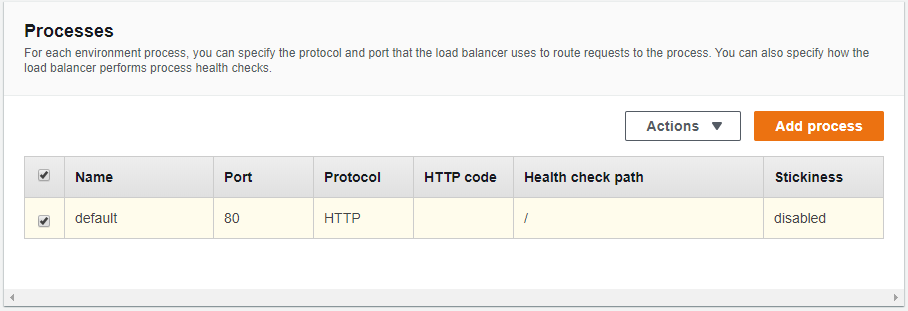 Processes
For each environment process, you can specify the protocol and port that the load balancer uses to route requests to the process. You can also specify how the
load balancer performs process health checks.
Actions Add process
Name Port Protocol HTTP code Health check path Stickiness
default 80 HTTP / disabled